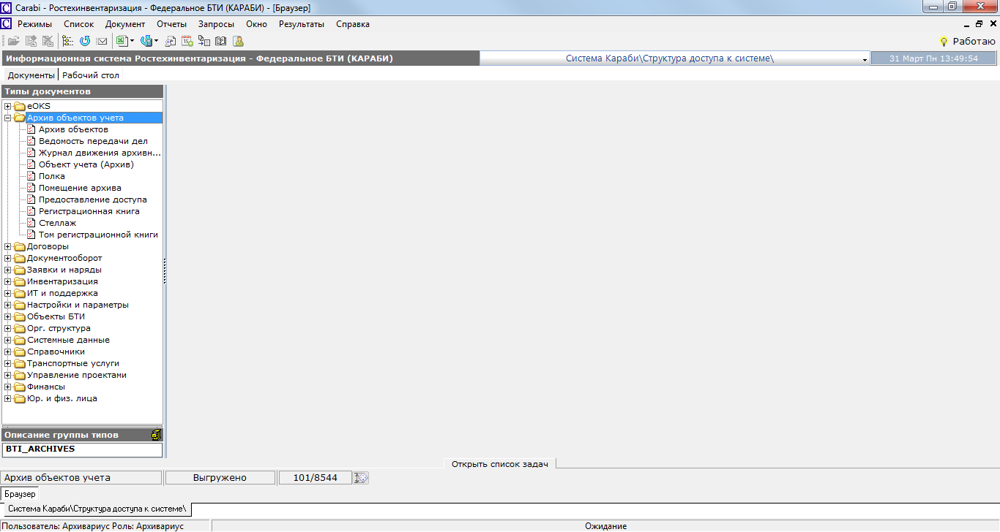 Carabi - Ростехинвентаризация - Федеральное БТИ (КАРАБИ) - [Браузер]
Режимы Список Документ Отчеты Запросы Окно Результаты Справка
Работаю
Информационная система Ростехинвентаризация - Федеральное БТИ (КАРАБИ) Система Караби\Структура доступа к системе\ 31 Март Пн 13:49:54
Документы Рабочий стол
Типы документов
eOKS
Архив объектов учета
Архив объектов
Ведомость передачи дел
Журнал движения архивн...
Объект учета (Архив)
Полка
Помещение архива
Предоставление доступа
Регистрационная книга
Стеллаж
Том регистрационной книги
Договоры
Документооборот
Заявки и наряды
Инвентаризация
ИТ и поддержка
Настройки и параметры
Объекты БТИ
Орг. структура
Системные данные
Справочники
Транспортные услуги
Управление проектами
Финансы
Юр. и физ. лица
Описание группы типов
BTI_ARCHIVES
Открыть список задач
Архив объектов учета Выгружено 101/8544
Браузер
Система Караби\Структура доступа к системе\
Пользователь: Архивариус Роль: Архивариус Ожидание